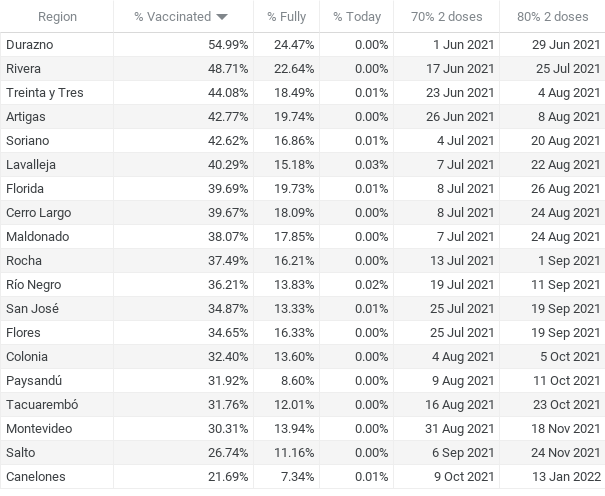 Region % Vaccinated % Fully % Today 70% 2 doses 80% 2 doses
Durazno 54.99% 24.47% 0.00% 1 Jun 2021 29 Jun 2021
Rivera 48.71% 22.64% 0.00% 17 Jun 2021 25 Jul 2021
Treinta y Tres 44.08% 18.49% 0.01% 23 Jun 2021 4 Aug 2021
Artigas 42.77% 19.74% 0.00% 26 Jun 2021 8 Aug 2021
Soriano 42.62% 16.86% 0.01% 4 Jul 2021 20 Aug 2021
Lavalleja 40.29% 15.18% 0.03% 7 Jul 2021 22 Aug 2021
Florida 39.69% 19.73% 0.01% 8 Jul 2021 26 Aug 2021
Cerro Largo 39.67% 18.09% 0.00% 8 Jul 2021 24 Aug 2021
Maldonado 38.07% 17.85% 0.00% 7 Jul 2021 24 Aug 2021
Rocha 37.49% 16.21% 0.00% 13 Jul 2021 1 Sep 2021
Río Negro 36.21% 13.83% 0.02% 19 Jul 2021 11 Sep 2021
San José 34.87% 13.33% 0.01% 25 Jul 2021 19 Sep 2021
Flores 34.65% 16.33% 0.00% 25 Jul 2021 19 Sep 2021
Colonia 32.40% 13.60% 0.00% 4 Aug 2021 5 Oct 2021
Paysandú 31.92% 8.60% 0.00% 9 Aug 2021 11 Oct 2021
Tacuarembó 31.76% 12.01% 0.00% 16 Aug 2021 23 Oct 2021
Montevideo 30.31% 13.94% 0.00% 31 Aug 2021 18 Nov 2021
Salto 26.74% 11.16% 0.00% 6 Sep 2021 24 Nov 2021
Canelones 21.69% 7.34% 0.01% 9 Oct 2021 13 Jan 2022